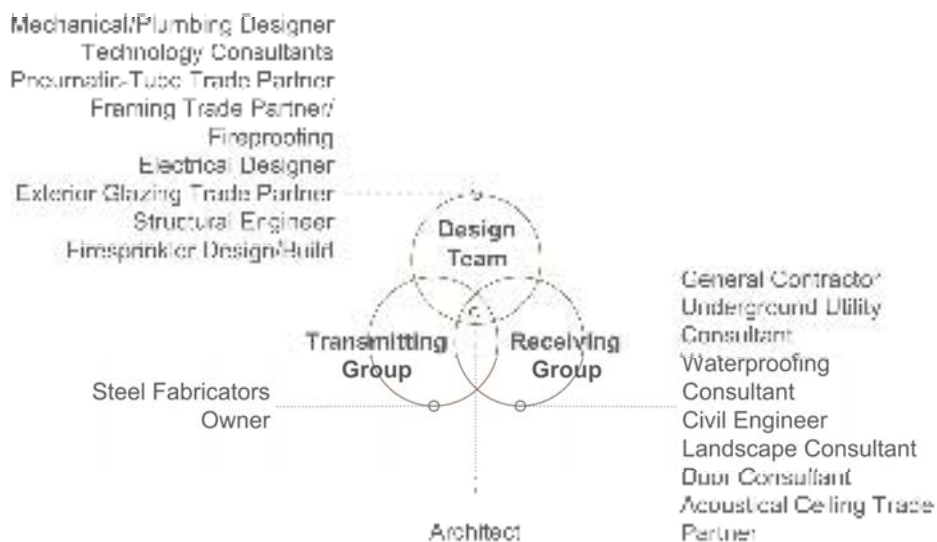 Mechanical/Plumbing Designer
Technology Consultants
Pneumatic-Tube Trade Partner
Framing Trade Partner/
Fireproofing
Electrical Designer
Exterior Glazing Trade Partner
Structural Engineer
Firesprinkler Design/Build
Design
Team
Transmitting
Group
Receiving
Group
Steel Fabricators
Owner
General Contractor
Underground Utility
Consultant
Waterproofing
Consultant
Civil Engineer
Landscape Consultant
Door Consultant
Acoustical Ceiling Trade
Partner
Architect